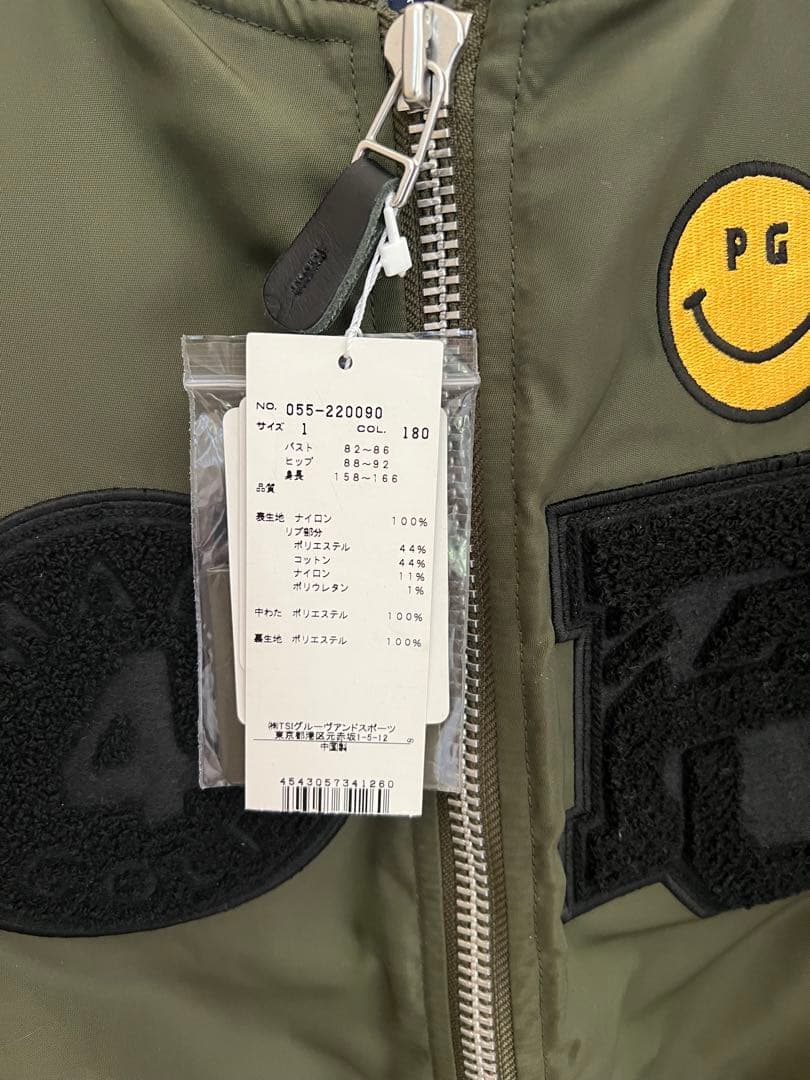 P G
NO. 055-220090
サイズ 1 COL. 180
バスト 82~86
ヒップ 88~92
身長 158~166
品質
表生地 ナイロン 100%
リブ部分
ポリエステル 44%
コットン 44%
ナイロン 11%
ポリウレタン 1%
中わた ポリエステル 100%
裏生地 ポリエステル 100%
㈱TSIグルーヴアンドスポーツ
東京都港区元赤坂1-5-12
中国製
4543057341260
4